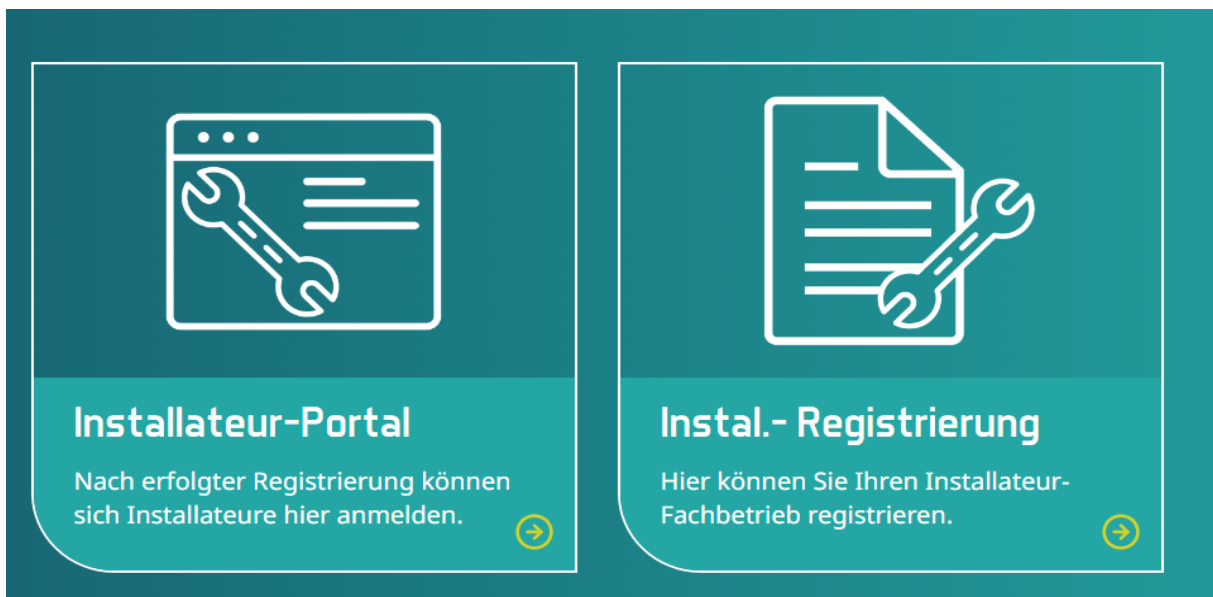 Installateur-Portal
Nach erfolgter Registrierung können
sich Installateure hier anmelden.
Instal.- Registrierung
Hier können Sie Ihren Installateur-
Fachbetrieb registrieren.